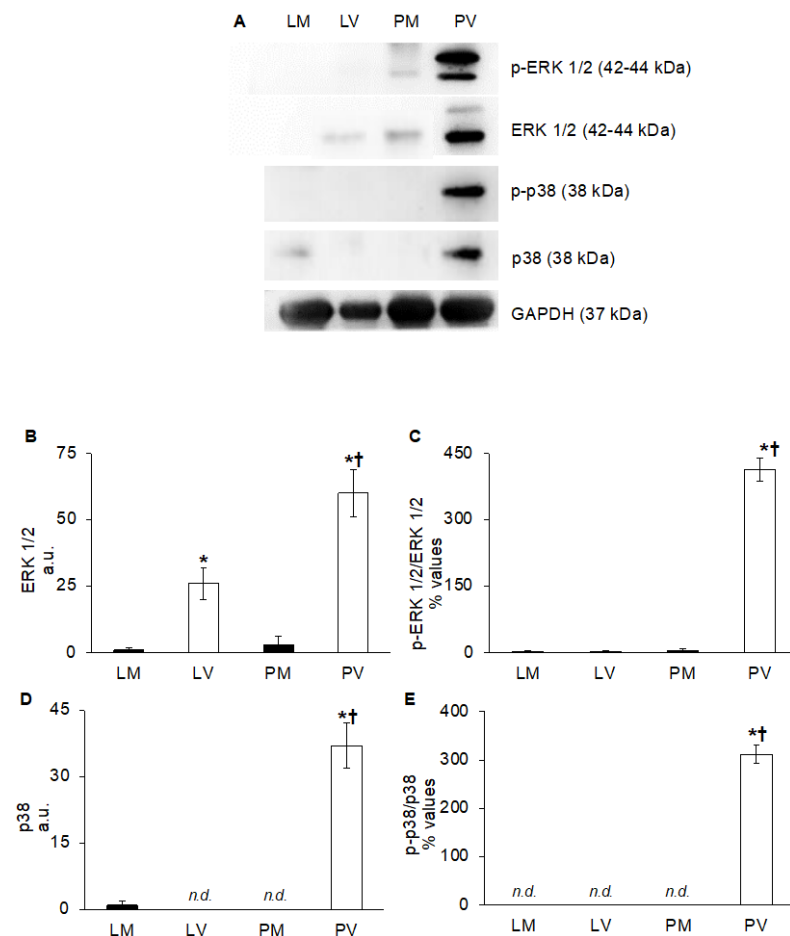 A LM LV PM PV
p-ERK 1/2 (42-44 kDa)
ERK 1/2 (42-44 kDa)
p-p38 (38 kDa)
p38 (38 kDa)
GAPDH (37 kDa)
B
ERK 1/2
a.u.
75
50
25
0
*
*†
LM LV PM PV
C
p-ERK 1/2/ERK 1/2
% values
450
300
150
0
*†
LM LV PM PV
D
p38
a.u.
45
30
15
0
n.d. n.d.
*†
LM LV PM PV
E
p-p38/p38
% values
400
300
200
100
0
n.d. n.d. n.d.
*†
LM LV PM PV